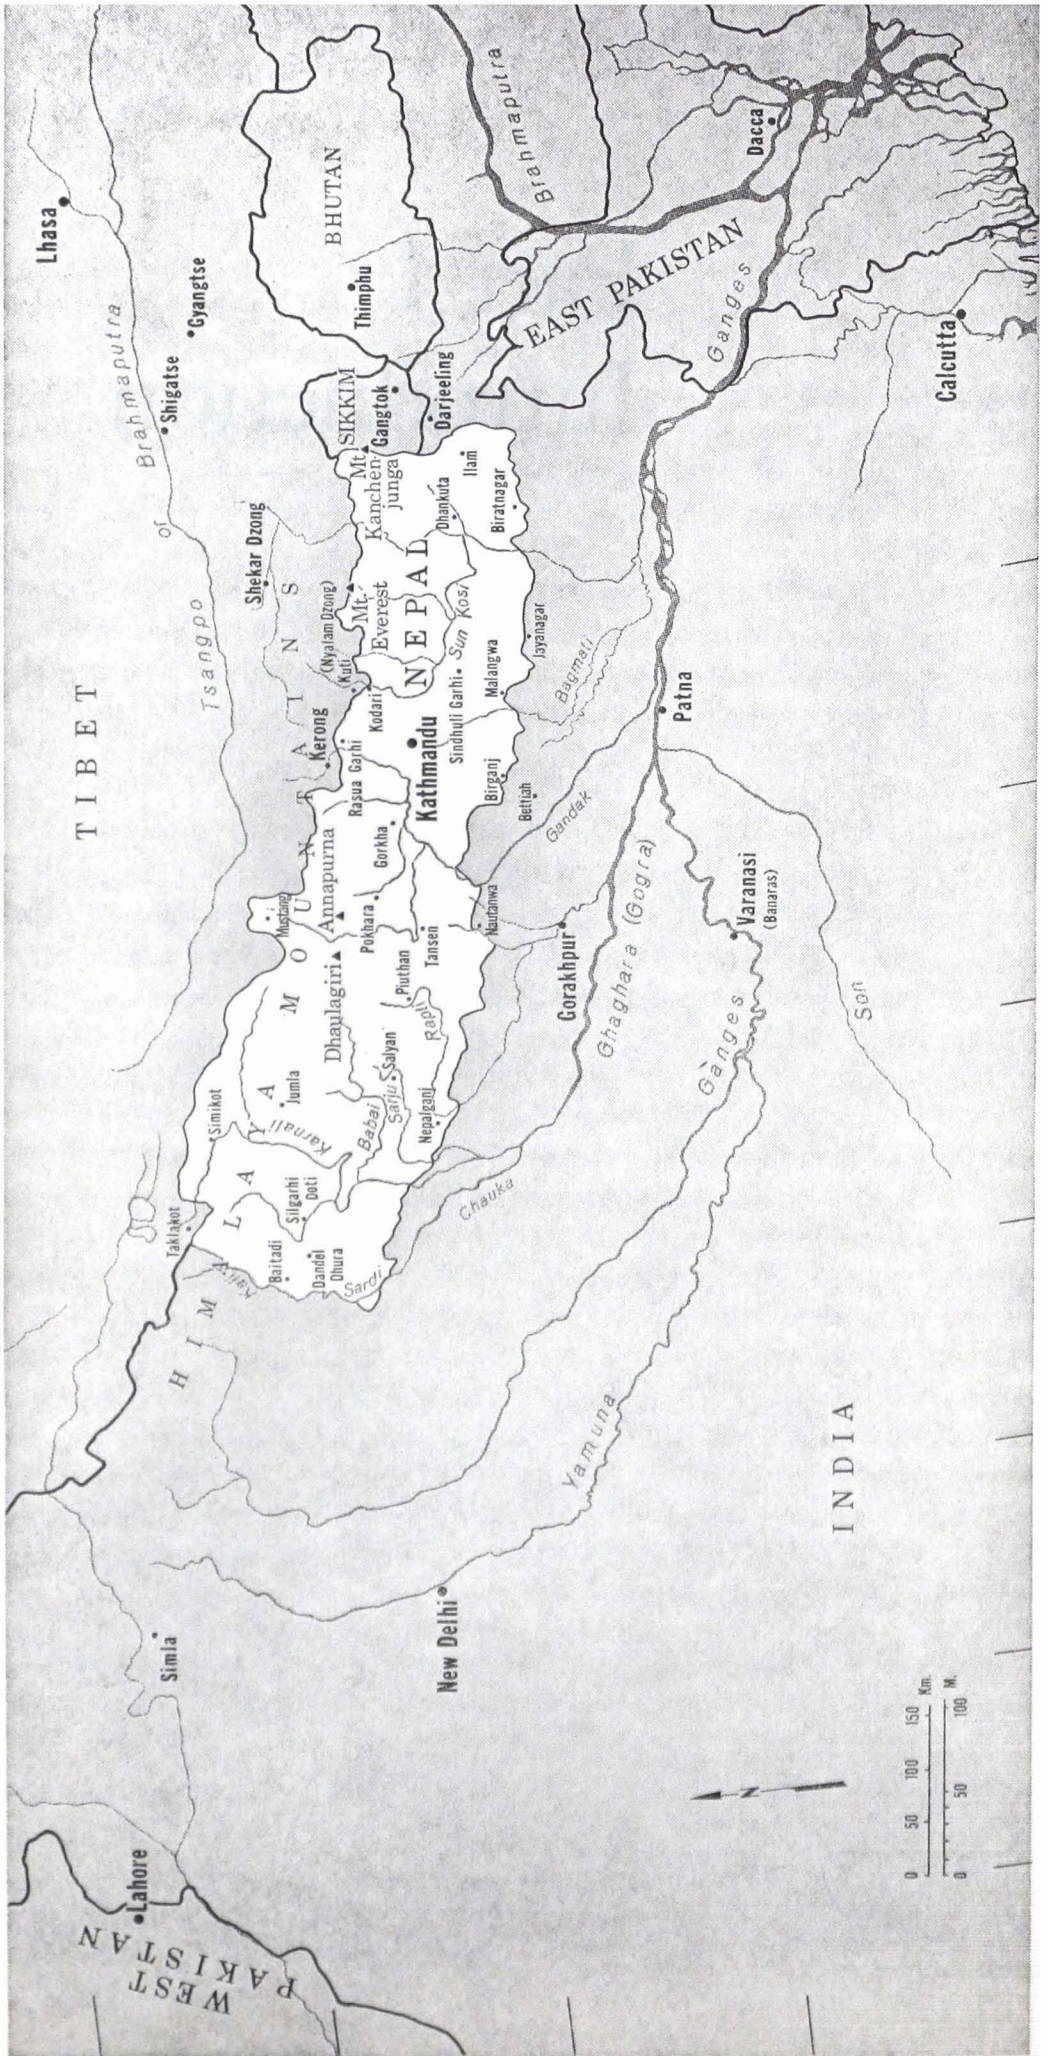 TIBET
Lhasa
Gyangtse
Shigatse
Tsangpo or Brahmaputra
Shekar Dzong
BHUTAN
Thimphu
Brahmaputra
SIKKIM
Gangtok
Darjeeling
EAST PAKISTAN
Dacca
Ganges
Calcutta
HIMALAYA MOUNTAINS
Taklakot
Simikot
Mustang
Kerong
(Nyalam Dzong)
Kuti
Kodari
Rasua Garhi
NEPAL
Mt.
Everest
Mt.
Kanchen-
junga
Dhankuta
Ilam
Biratnagar
Sun Kosi
Sindhuli Garhi
Malangwa
Jayanagar
Kathmandu
Birganj
Bettiah
Gorkha
Annapurna
Pokhara
Dhaulagiri
Tansen
Piuthan
Rapti
Salyan
Sarju
Babai
Nepalganj
Jumla
Karnali
Silgarhi
Doti
Baitadi
Dandel
Dhura
Kali
Sardi
Nautanwa
Bagmati
Gandak
Patna
Gorakhpur
Ghaghara (Gogra)
Varanasi
(Banaras)
Ganges
Son
Chauka
Yamuna
INDIA
New Delhi
Simla
Lahore
WEST
PAKISTAN
N
0 50 100 150 Km.
0 50 100 M.